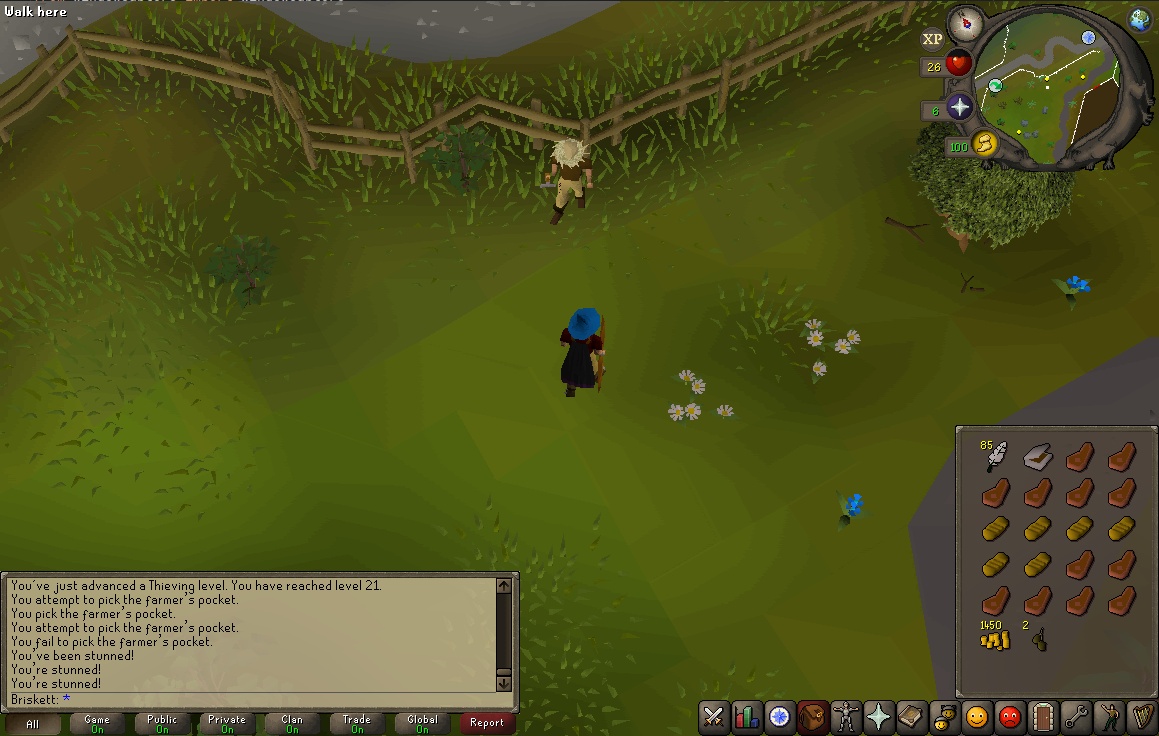 Walk here
XP
26
6
100
85
1450
2
You've just advanced a Thieving level. You have reached level 21.
You attempt to pick the farmer's pocket.
You pick the farmer's pocket.
You attempt to pick the farmer's pocket.
You fail to pick the farmer's pocket.
You've been stunned!
You're stunned!
You're stunned!
Briskett: *
All
Game
On
Public
On
Private
On
Clan
On
Trade
On
Global
On
Report